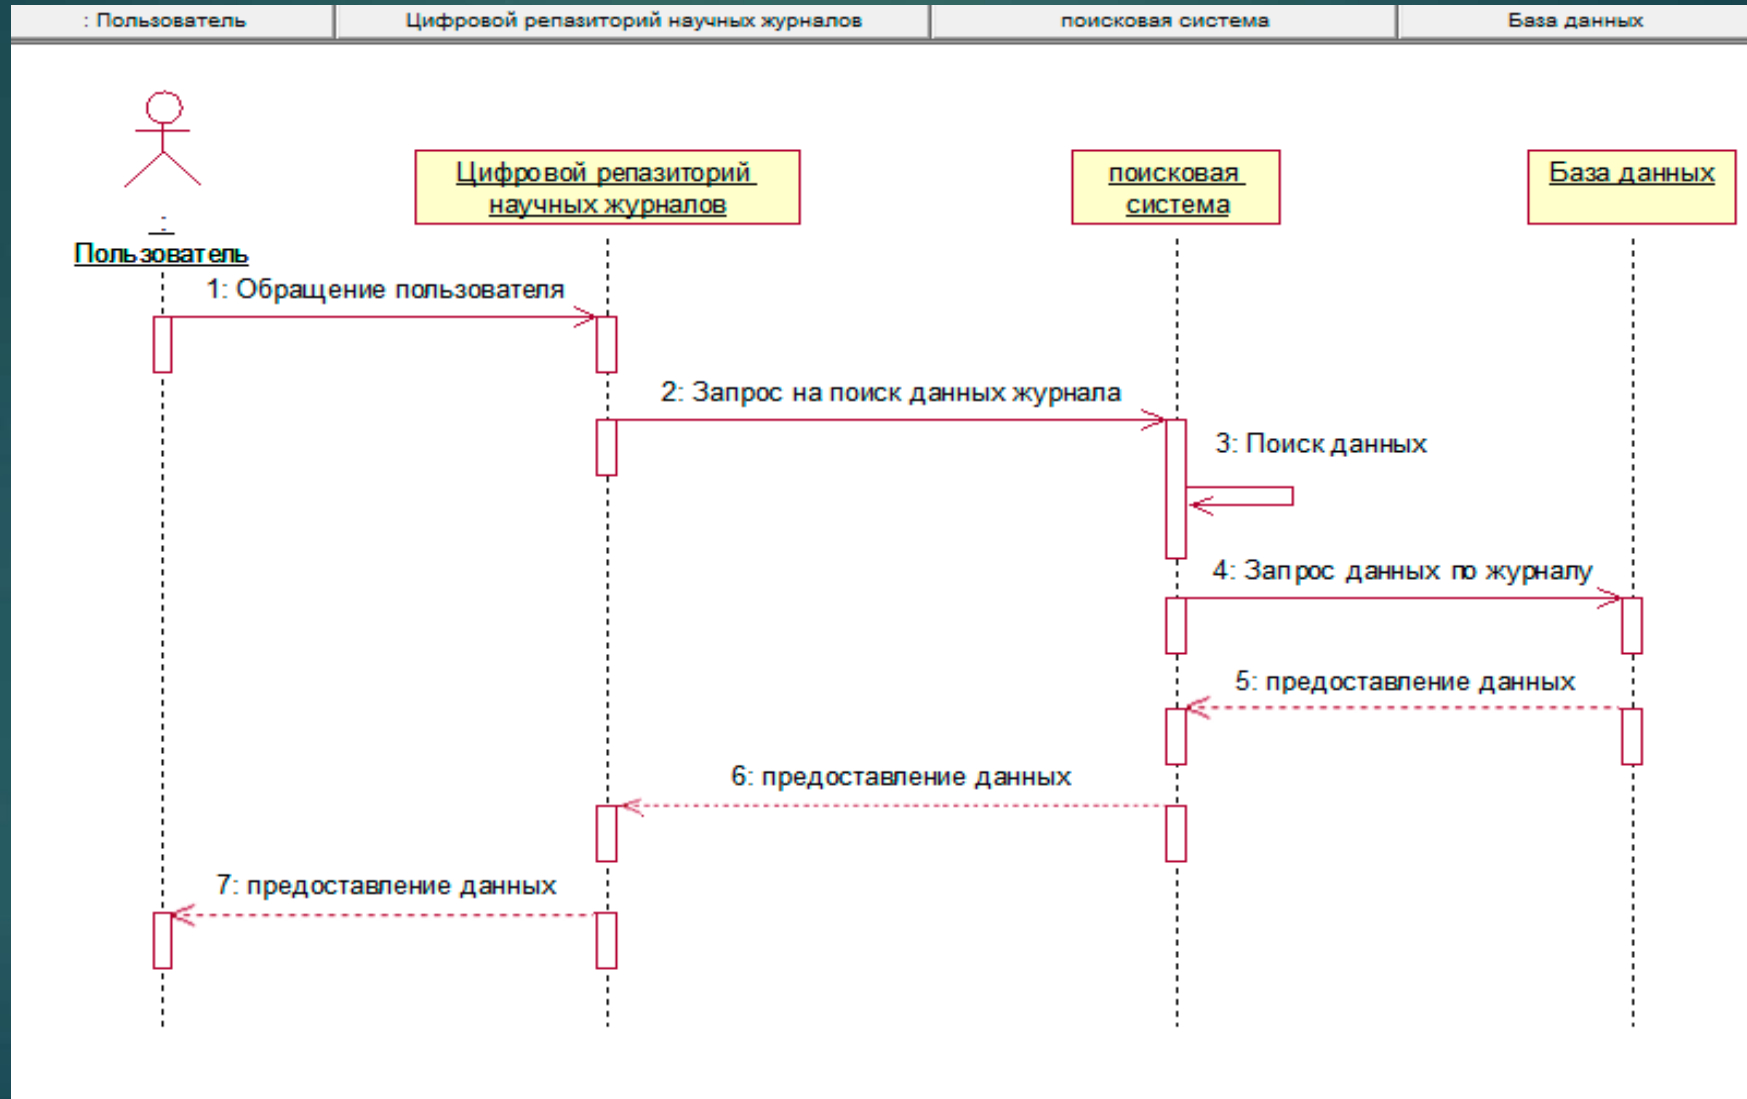 : Пользователь
Цифровой репазиторий научных журналов
поисковая система
База данных
Цифровой репазиторий
научных журналов
поисковая
система
База данных
:
Пользователь
1: Обращение пользователя
2: Запрос на поиск данных журнала
3: Поиск данных
4: Запрос данных по журналу
5: предоставление данных
6: предоставление данных
7: предоставление данных